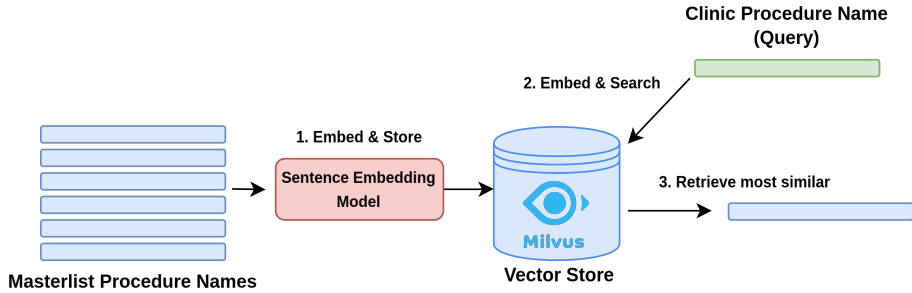 Clinic Procedure Name
(Query)
2. Embed & Search
1. Embed & Store
Sentence Embedding
Model
3. Retrieve most similar
Milvus
Vector Store
Masterlist Procedure Names